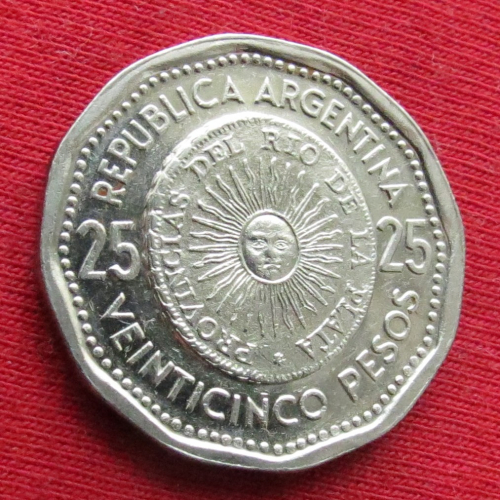 REPUBLICA ARGENTINA
PROVINCIAS DEL RIO DE LA PLATA
25 25
VEINTICINCO PESOS